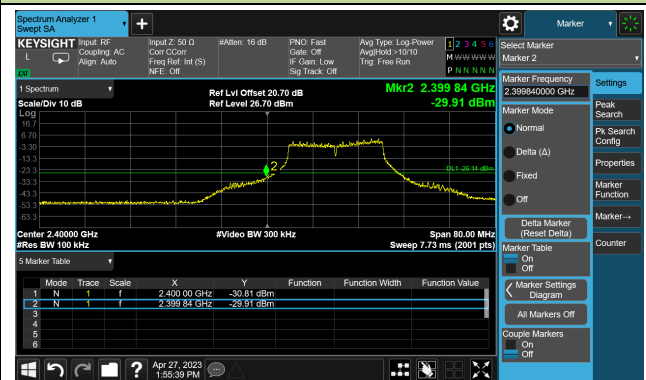 Spectrum Analyzer 1
Swept SA
Marker
KEYSIGHT
L
Input: RF
Coupling: AC
Align: Auto
Input Z: 50 Ω
Corr CCorr
Freq Ref: Int (S)
NFE: Off
#Atten: 16 dB
PNO: Fast
Gate: Off
IF Gain: Low
Sig Track: Off
Avg Type: Log-Power
Avg|Hold:>10/10
Trig: Free Run
1 2 3 4 5 6
M W W W W W
P N N N N N
Select Marker
Marker 2
1 Spectrum
Scale/Div 10 dB
Ref Lvl Offset 20.70 dB
Ref Level 26.70 dBm
Mkr2 2.399 84 GHz
-29.91 dBm
Log
16.7
6.70
-3.30
-13.3
-23.3
-33.3
-43.3
-53.3
-63.3
2
Center 2.40000 GHz
#Res BW 100 kHz
#Video BW 300 kHz
Span 80.00 MHz
Sweep 7.73 ms (2001 pts)
5 Marker Table
Mode Trace Scale X Y Function Function Width Function Value
1 N 1 f 2.400 00 GHz -30.81 dBm
2 N 1 f 2.399 84 GHz -29.91 dBm
3
4
5
6
Marker Frequency
2.399840000 GHz
Marker Mode
Normal
Delta (Δ)
Fixed
Off
Delta Marker
(Reset Delta)
Marker Table
On
Off
Marker Settings
Diagram
All Markers Off
Couple Markers
On
Off
Settings
Peak
Search
Pk Search
Config
Properties
Marker
Function
Marker→
Counter
?
Apr 27, 2023
1:55:39 PM